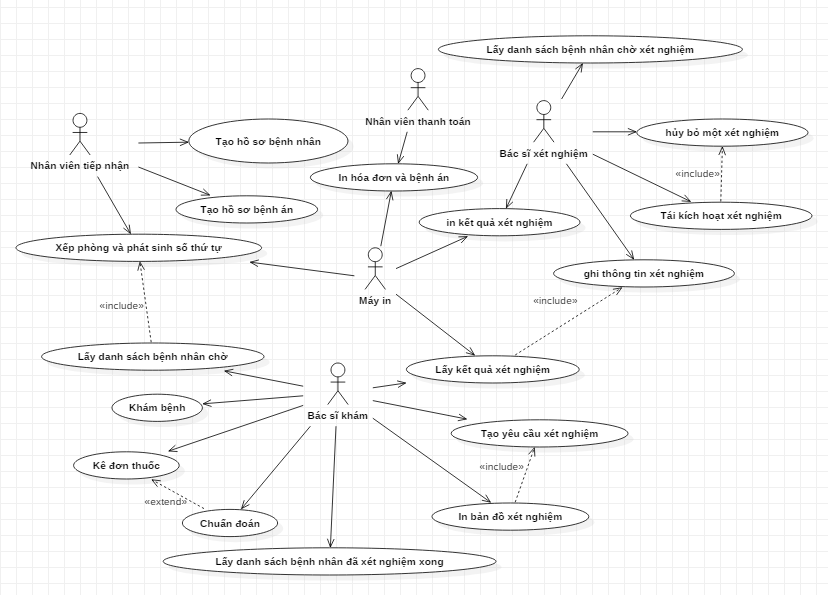 Lấy danh sách bệnh nhân chờ xét nghiệm
Nhân viên thanh toán
hủy bỏ một xét nghiệm
Tạo hồ sơ bệnh nhân
Bác sĩ xét nghiệm
Nhân viên tiếp nhận
«include»
In hóa đơn và bệnh án
Tạo hồ sơ bệnh án
Tái kích hoạt xét nghiệm
in kết quả xét nghiệm
Xếp phòng và phát sinh số thứ tự
ghi thông tin xét nghiệm
Máy in
«include»
«include»
Lấy danh sách bệnh nhân chờ
Lấy kết quả xét nghiệm
Khám bệnh
Bác sĩ khám
Tạo yêu cầu xét nghiệm
Kê đơn thuốc
«include»
«extend»
In bản đồ xét nghiệm
Chuẩn đoán
Lấy danh sách bệnh nhân đã xét nghiệm xong